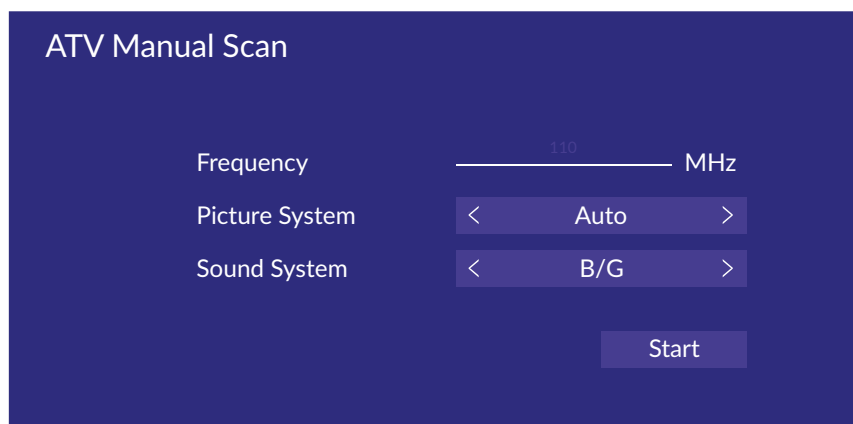 ATV Manual Scan
110
Frequency MHz
Picture System < Auto >
Sound System < B/G >
Start